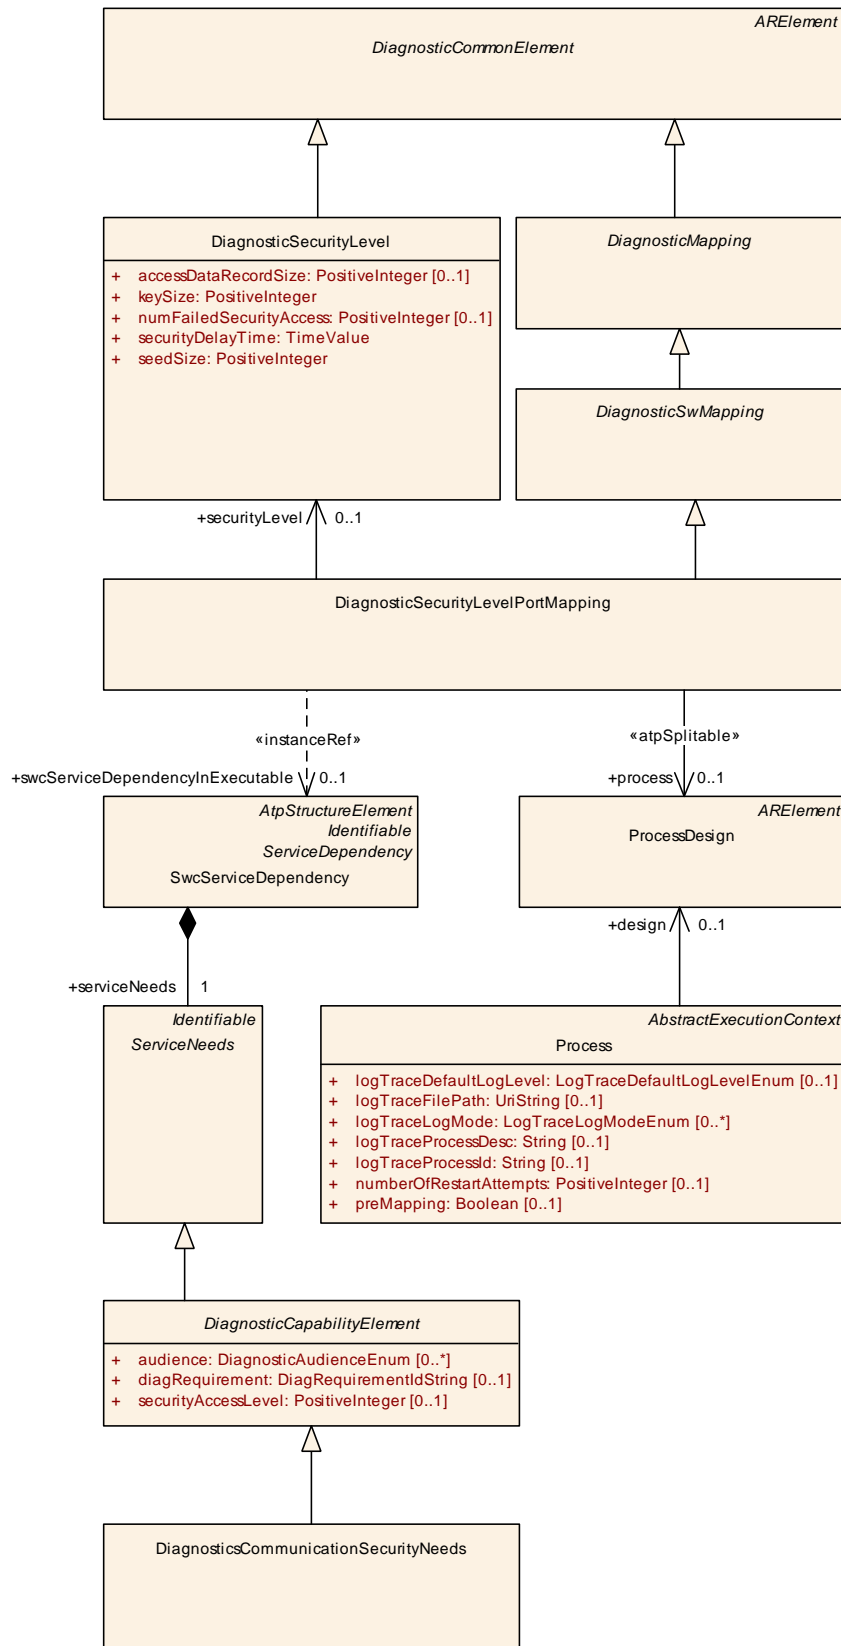 ARElement
DiagnosticCommonElement
DiagnosticSecurityLevel
+ accessDataRecordSize: PositiveInteger [0..1]
+ keySize: PositiveInteger
+ numFailedSecurityAccess: PositiveInteger [0..1]
+ securityDelayTime: TimeValue
+ seedSize: PositiveInteger
DiagnosticMapping
DiagnosticSwMapping
+securityLevel 0..1
DiagnosticSecurityLevelPortMapping
«instanceRef»
«atpSplitable»
+swcServiceDependencyInExecutable 0..1
+process 0..1
AtpStructureElement
Identifiable
ServiceDependency
SwcServiceDependency
ARElement
ProcessDesign
+design 0..1
+serviceNeeds 1
Identifiable
ServiceNeeds
AbstractExecutionContext
Process
+ logTraceDefaultLogLevel: LogTraceDefaultLogLevelEnum [0..1]
+ logTraceFilePath: UriString [0..1]
+ logTraceLogMode: LogTraceLogModeEnum [0..*]
+ logTraceProcessDesc: String [0..1]
+ logTraceProcessId: String [0..1]
+ numberOfRestartAttempts: PositiveInteger [0..1]
+ preMapping: Boolean [0..1]
DiagnosticCapabilityElement
+ audience: DiagnosticAudienceEnum [0..*]
+ diagRequirement: DiagRequirementIdString [0..1]
+ securityAccessLevel: PositiveInteger [0..1]
DiagnosticsCommunicationSecurityNeeds